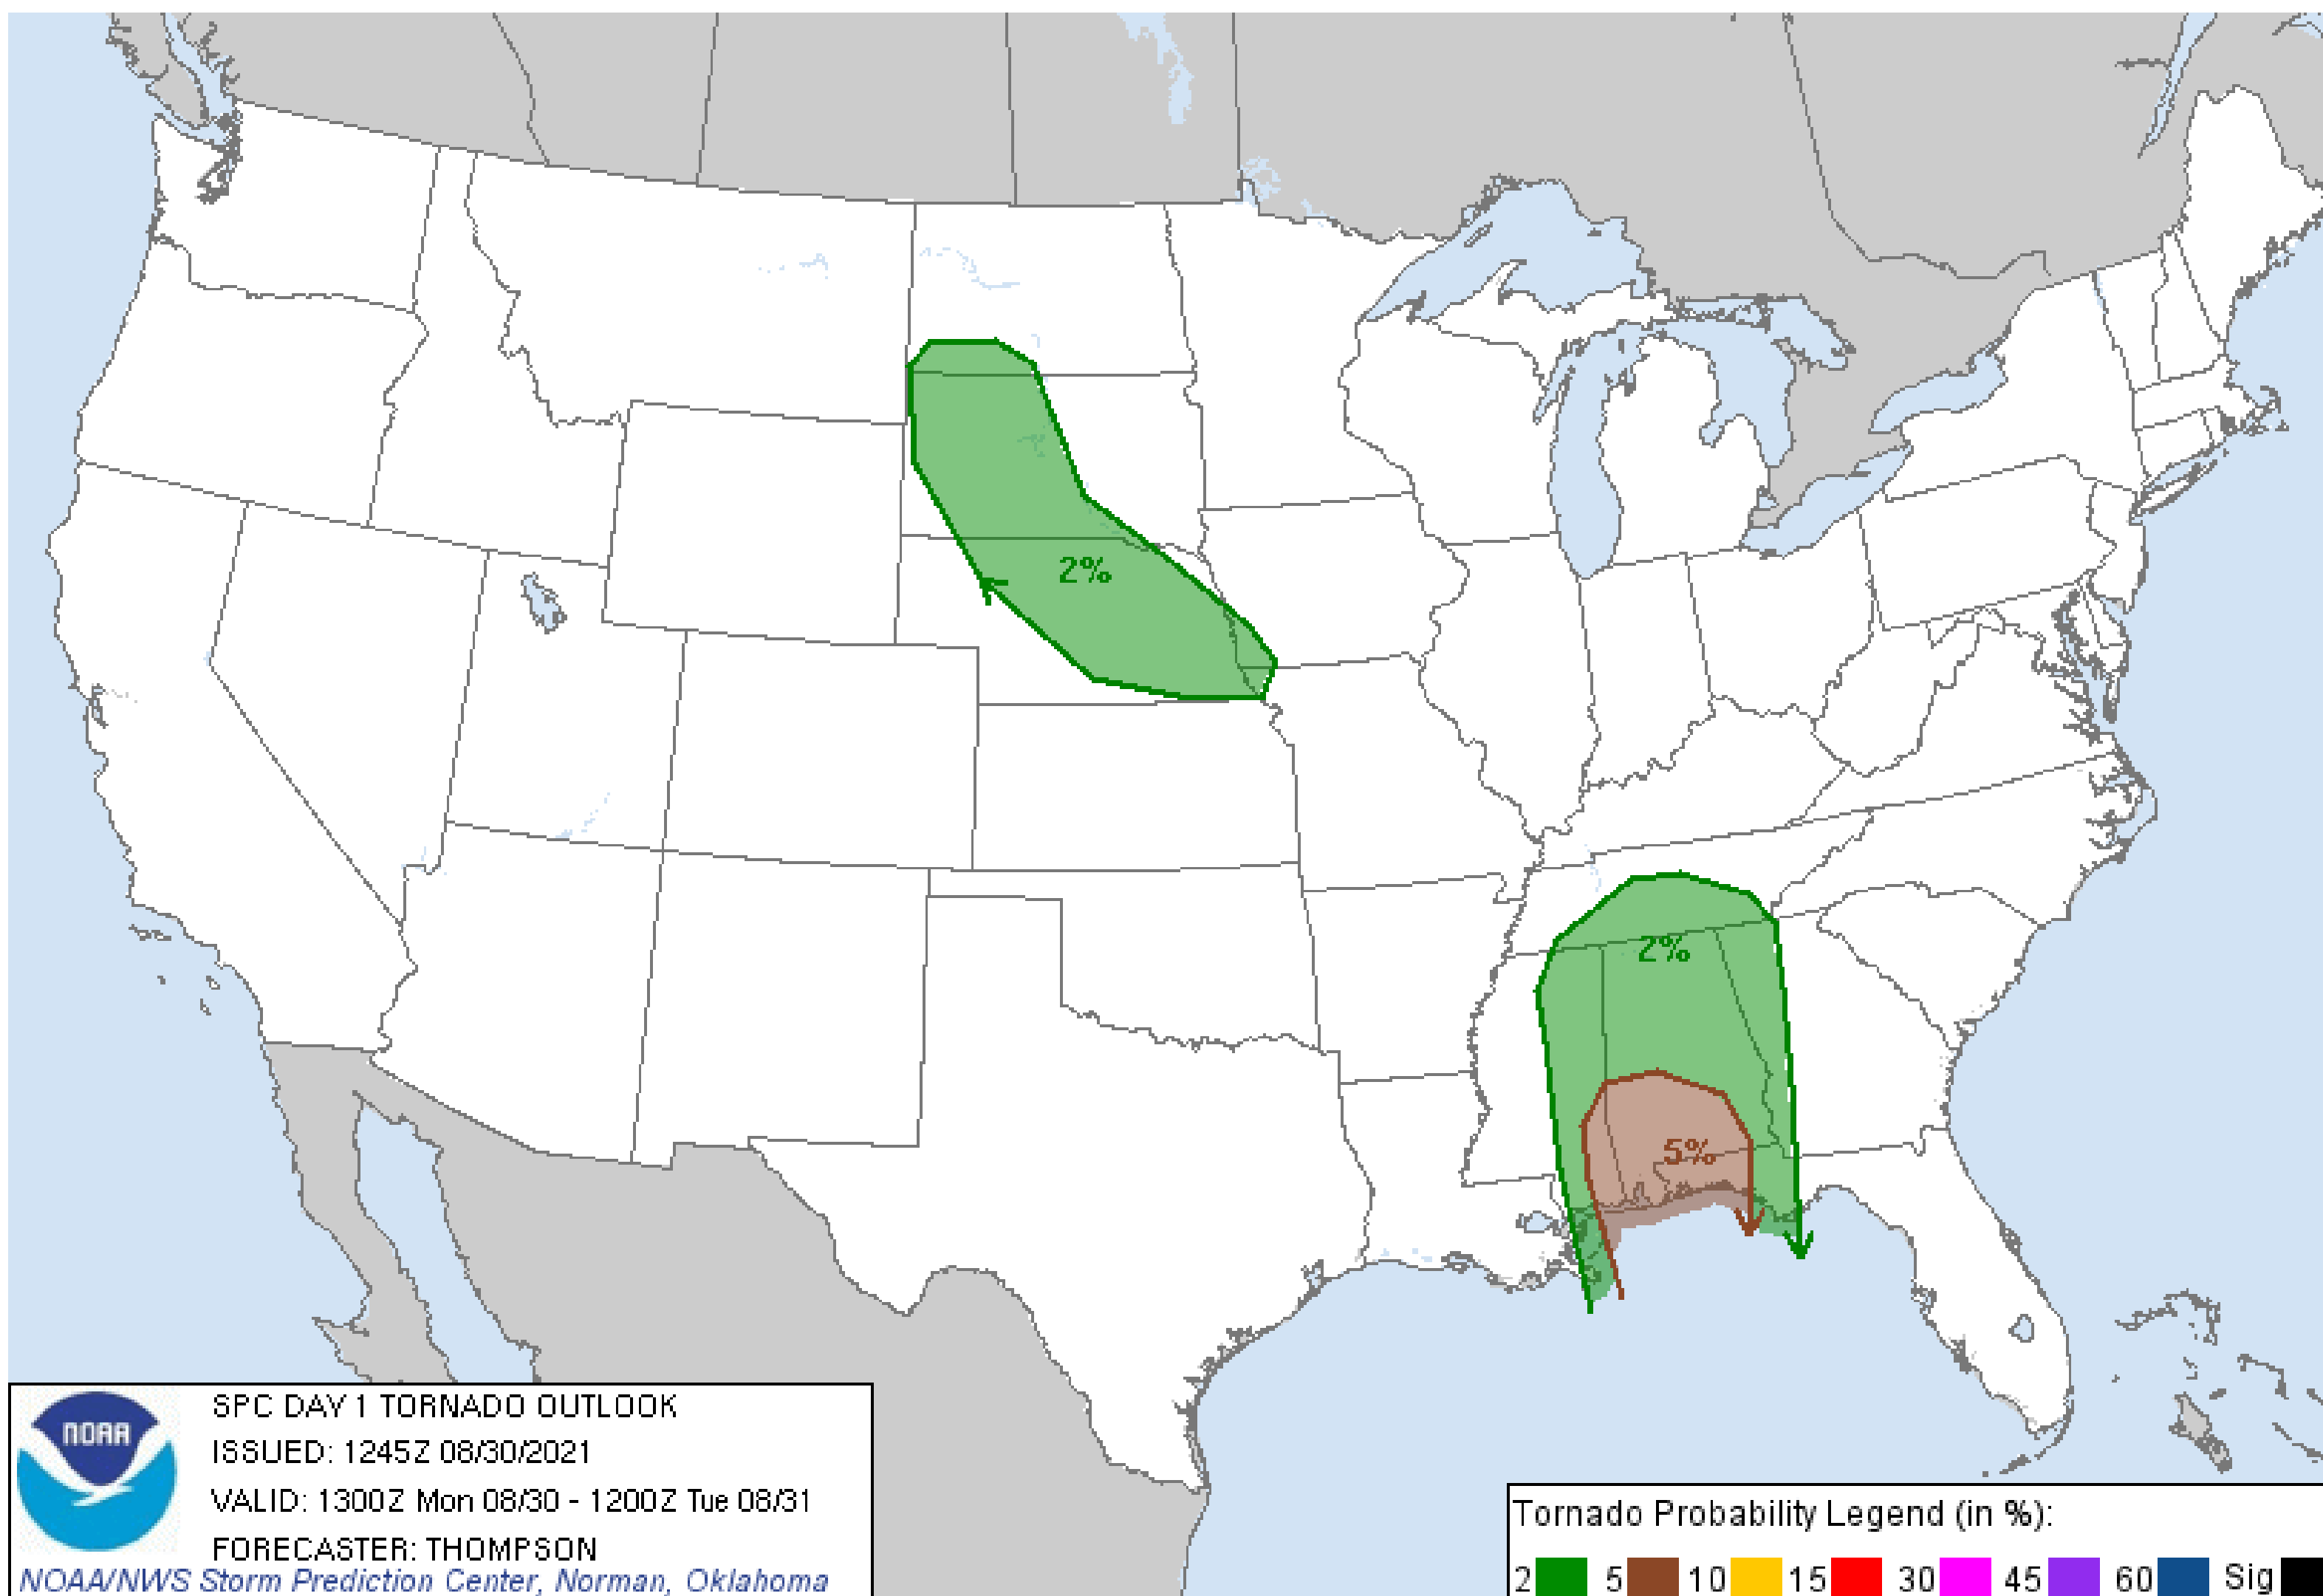 2%
2%
5%
NOAA
SPC DAY 1 TORNADO OUTLOOK
ISSUED: 1245Z 08/30/2021
VALID: 1300Z Mon 08/30 - 1200Z Tue 08/31
FORECASTER: THOMPSON
NOAA/NWS Storm Prediction Center, Norman, Oklahoma
Tornado Probability Legend (in %):
2 5 10 15 30 45 60 Sig